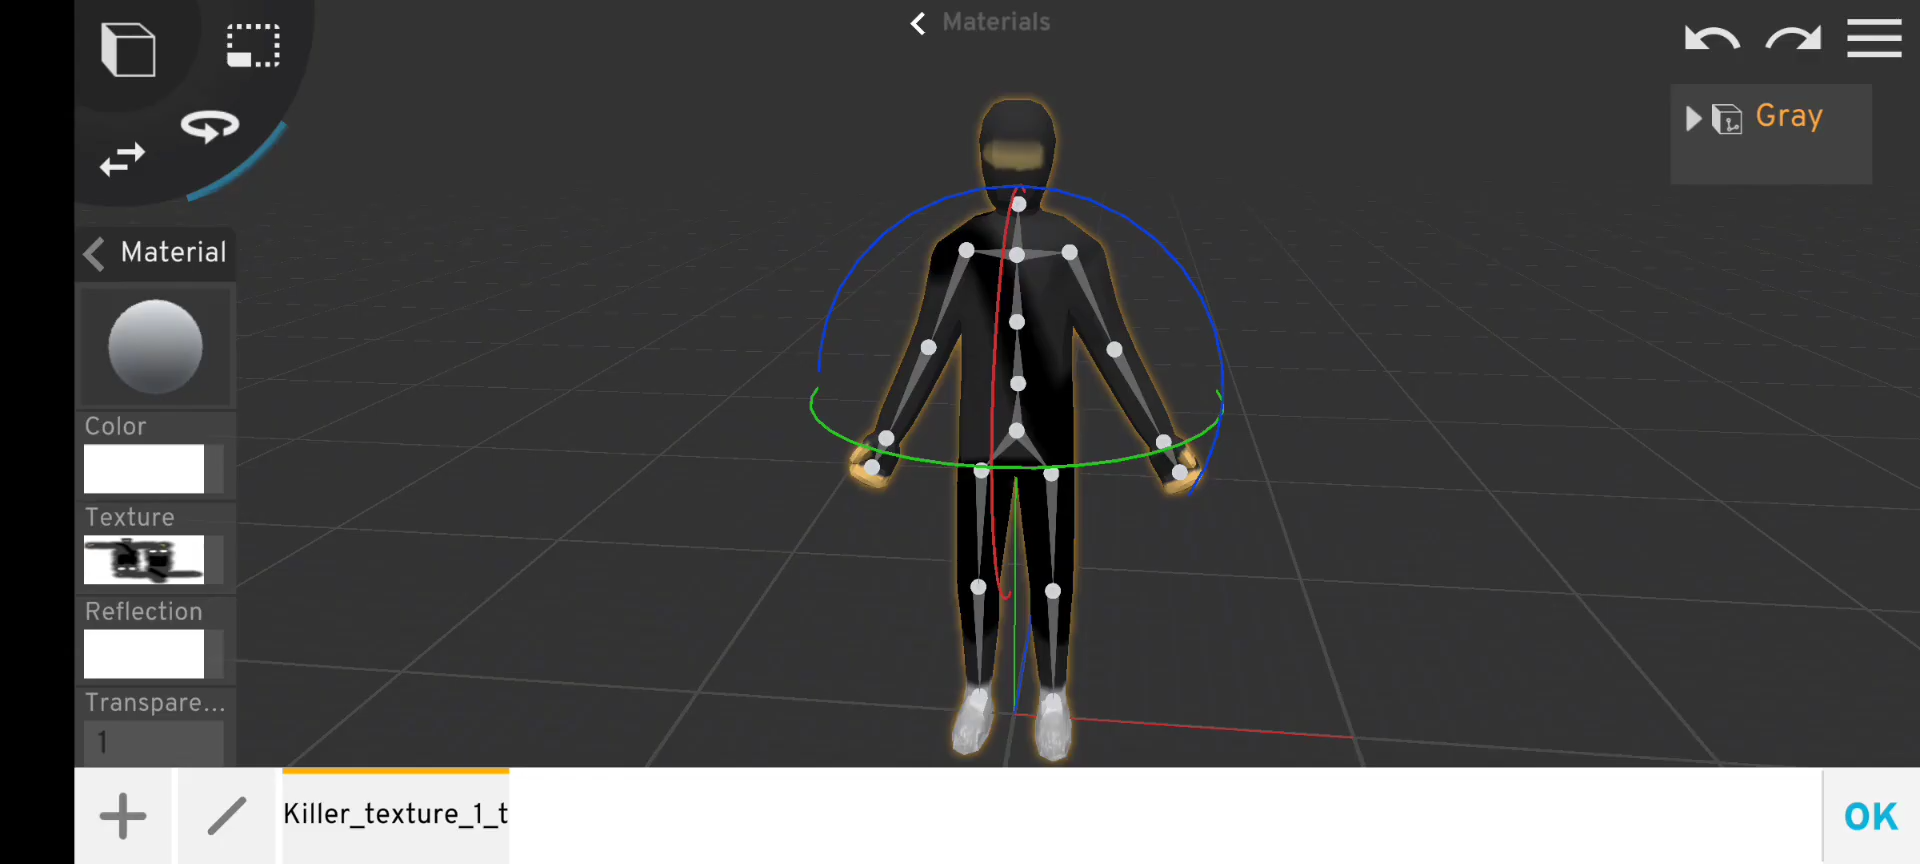 Materials
Gray
Material
Color
Texture
Reflection
Transpare...
1
Killer_texture_1_t
OK